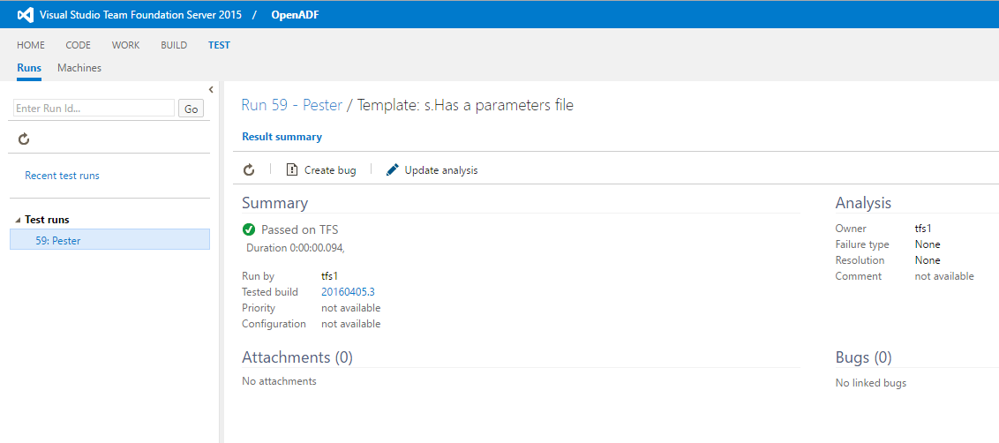 Visual Studio Team Foundation Server 2015 / OpenADF
HOME CODE WORK BUILD TEST
Runs Machines
Enter Run Id... Go
Recent test runs
Test runs
59: Pester
Run 59 - Pester / Template: s.Has a parameters file
Result summary
Create bug Update analysis
Summary
Passed on TFS
Duration 0:00:00.094,
Run by tfs1
Tested build 20160405.3
Priority not available
Configuration not available
Analysis
Owner tfs1
Failure type None
Resolution None
Comment not available
Attachments (0)
No attachments
Bugs (0)
No linked bugs